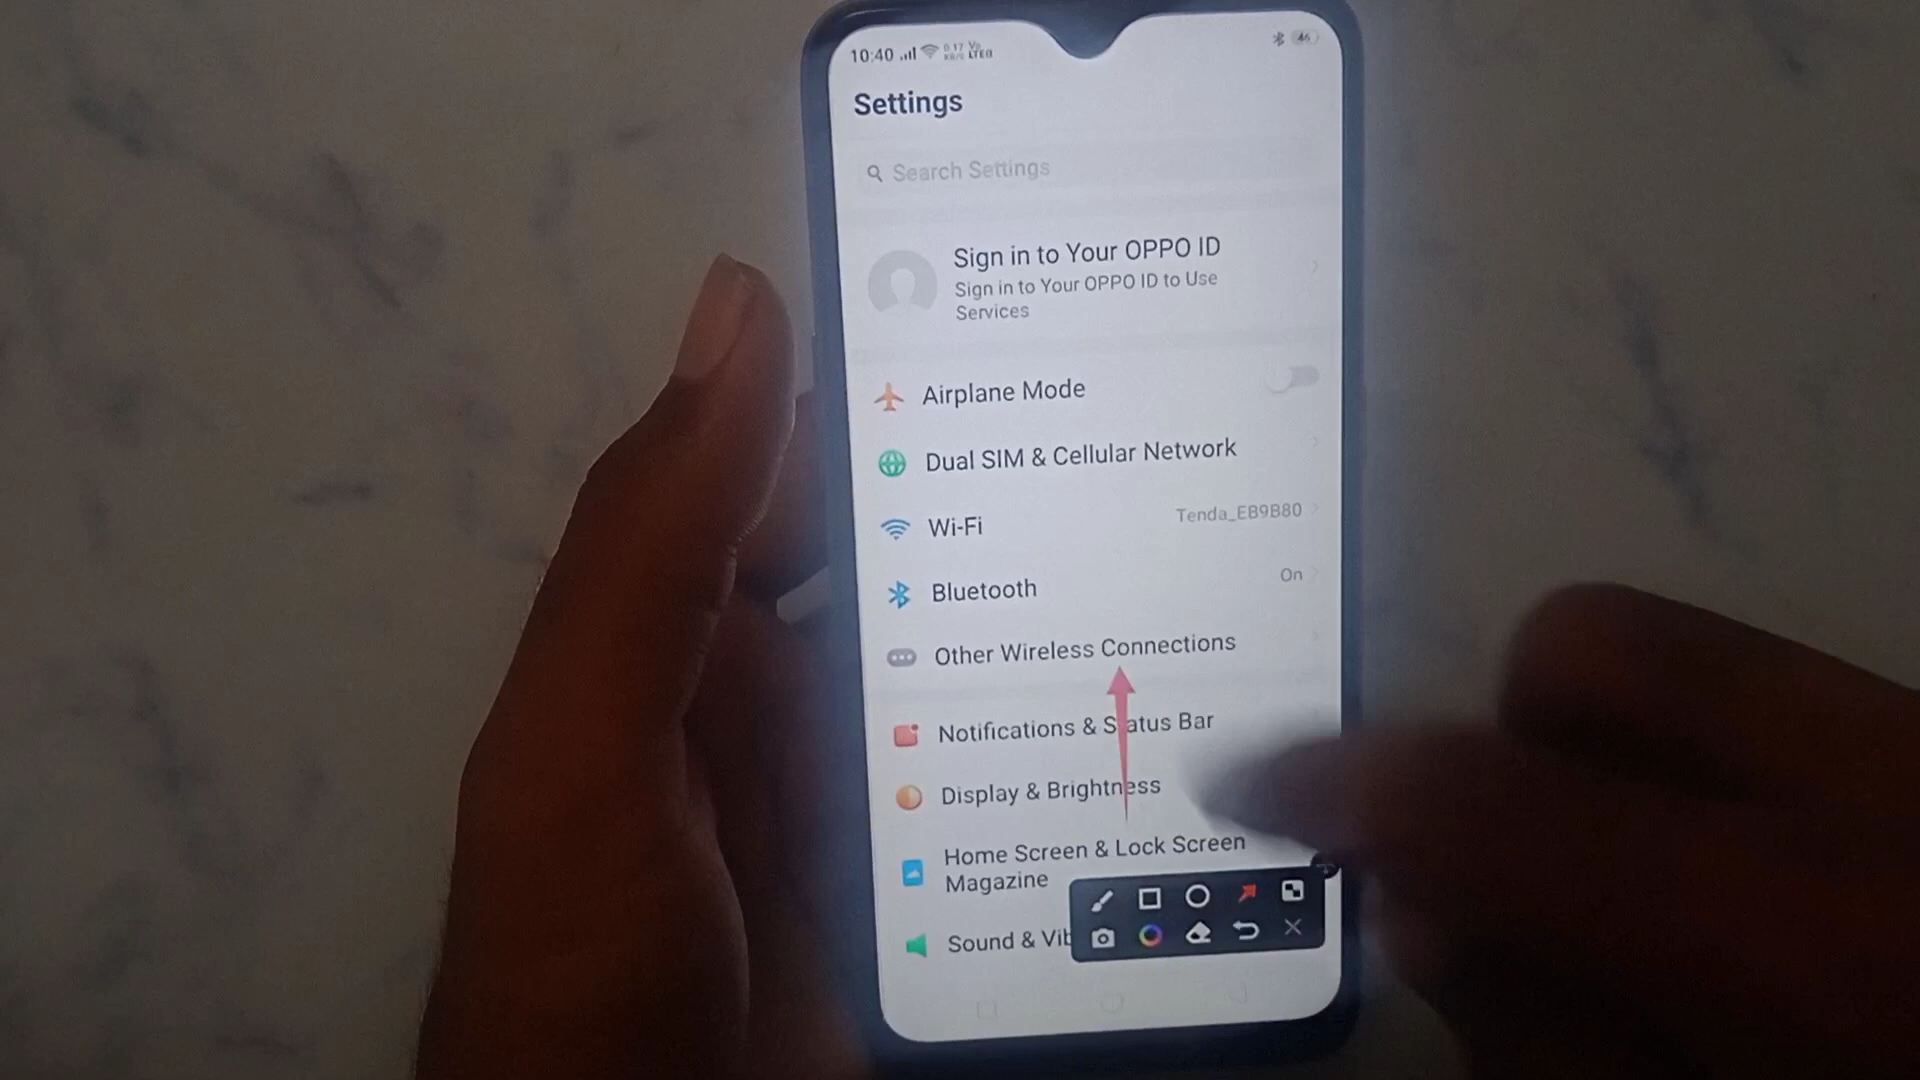 10:40
46
Settings
Search Settings
Sign in to Your OPPO ID
Sign in to Your OPPO ID to Use
Services
Airplane Mode
Dual SIM & Cellular Network
Wi-Fi
Tenda_EB9B80
Bluetooth
On
Other Wireless Connections
Notifications & Status Bar
Display & Brightness
Home Screen & Lock Screen
Magazine
Sound & Vib